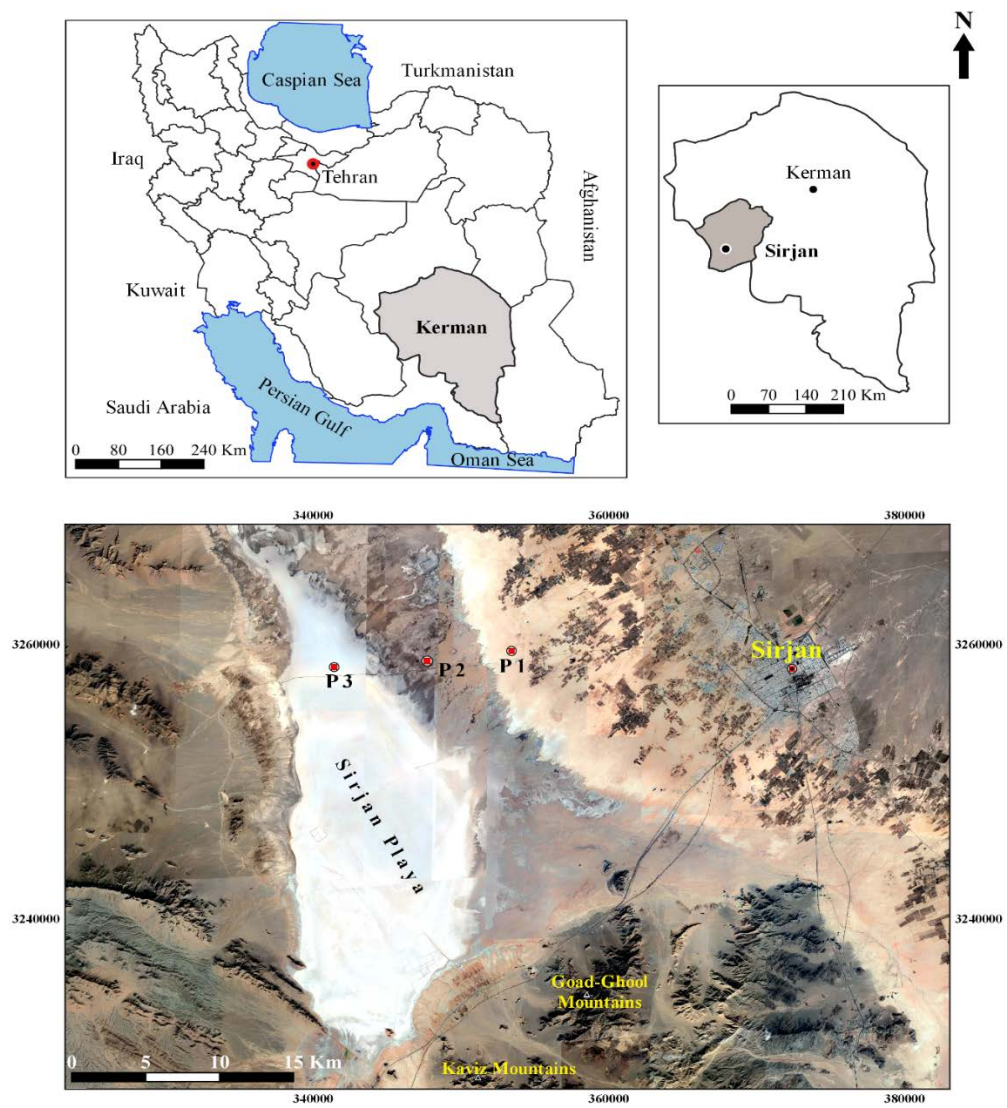 N
Caspian Sea
Turkmanistan
Iraq
Tehran
Afghanistan
Kuwait
Kerman
Persian Gulf
Saudi Arabia
Oman Sea
0 80 160 240 Km
Kerman
Sirjan
0 70 140 210 Km
340000 360000 380000
3260000 3260000
Sirjan
P 1
P 2
P 3
Sirjan Playa
3240000 3240000
Goad-Ghool
Mountains
Kaviz Mountains
0 5 10 15 Km
340000 360000 380000